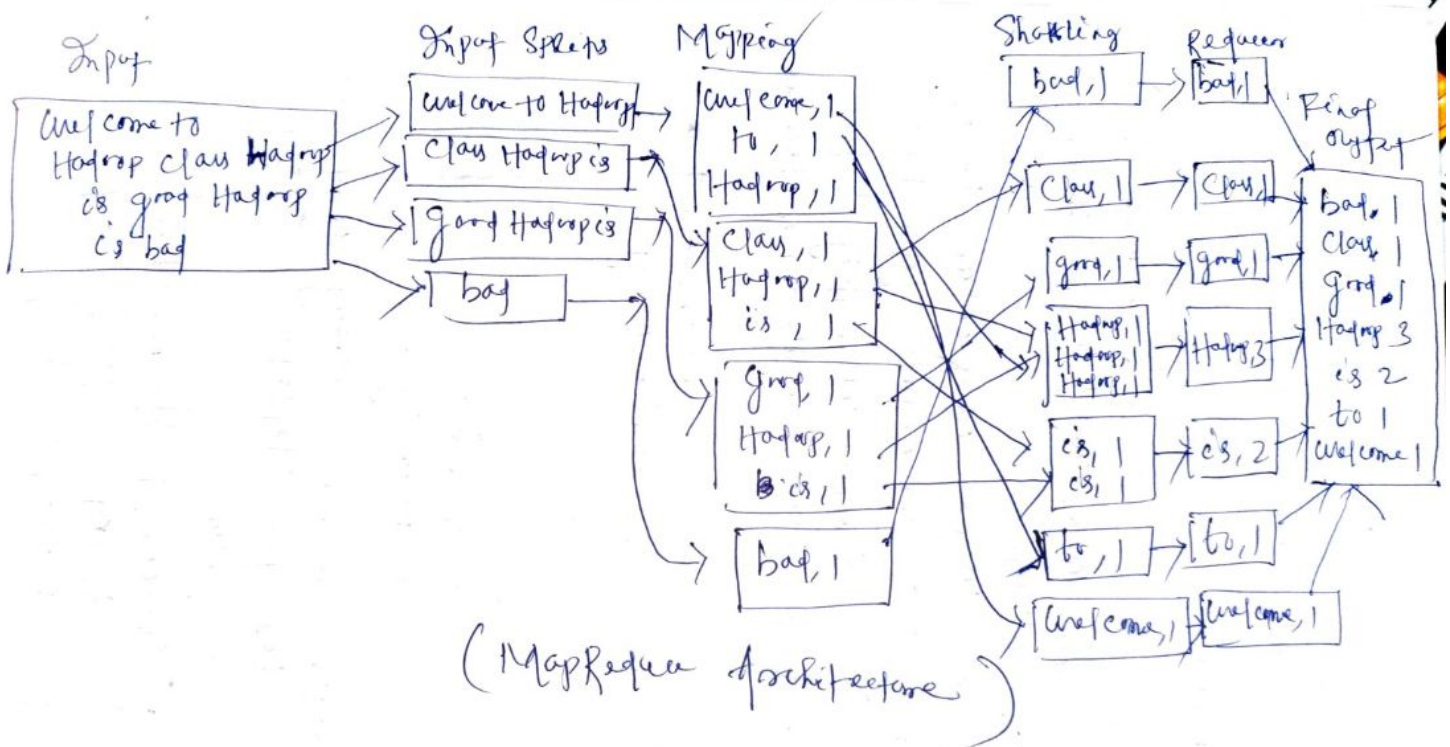 Input
Welcome to
Hadoop class Hadoop
is good Hadoop
is bad
Input Splits
Welcome to Hadoop
Class Hadoop is
good Hadoop is
bad
Mapping
Welcome, 1
to, 1
Hadoop, 1
Class, 1
Hadoop, 1
is, 1
good, 1
Hadoop, 1
is, 1
bad, 1
Shuffling
bad, 1
Class, 1
good, 1
Hadoop, 1
Hadoop, 1
Hadoop, 1
is, 1
is, 1
to, 1
Welcome, 1
Reducer
bad, 1
Class, 1
good, 1
Hadoop, 3
is, 2
to, 1
Welcome, 1
Final
Output
bad, 1
Class, 1
good, 1
Hadoop 3
is 2
to 1
Welcome 1
(MapReduce Architecture)